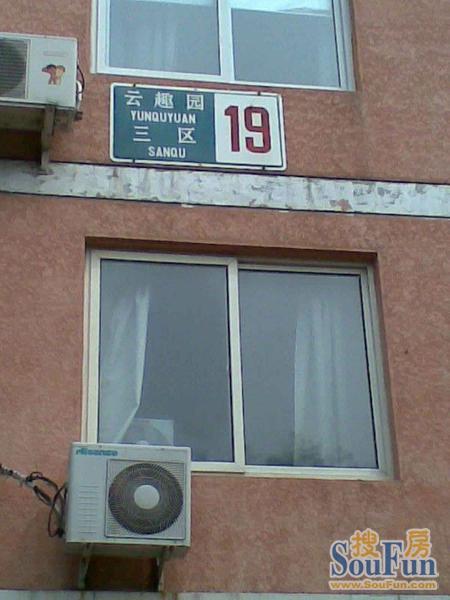 云趣园
YUNQUYUAN
三区
SANQU
19
Hisense
搜房
SouFun
www.SouFun.com